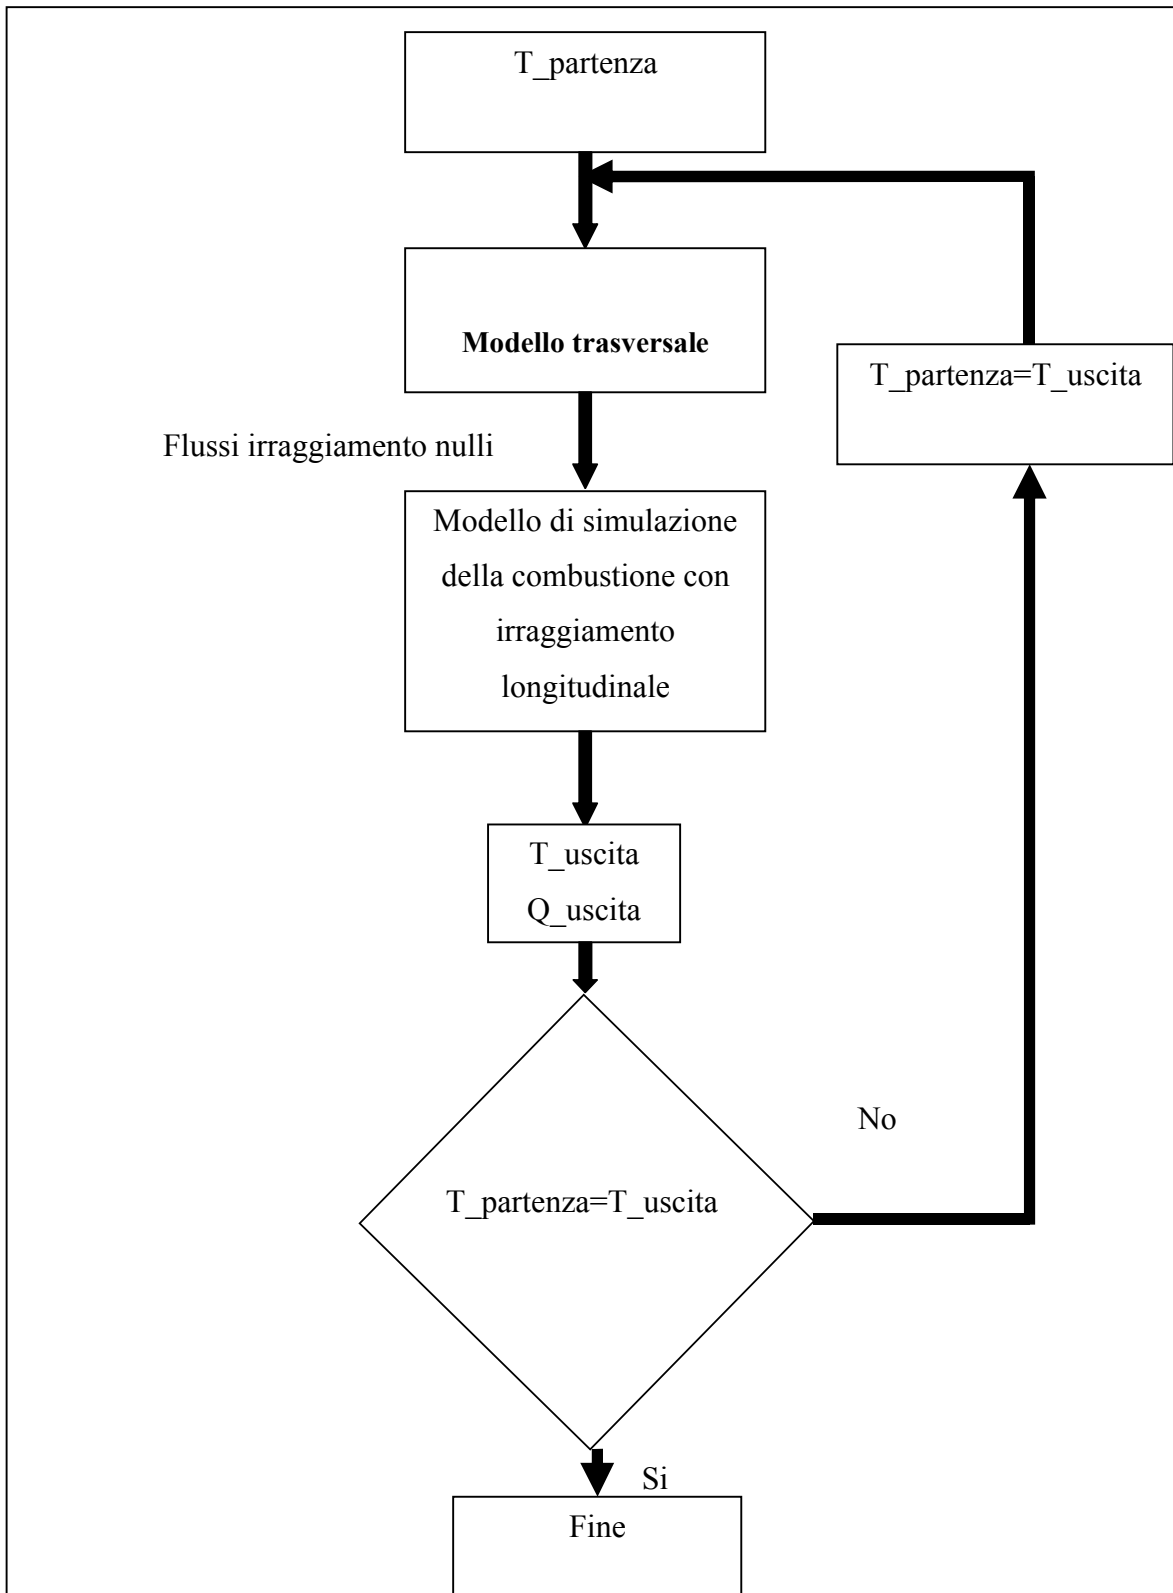 T_partenza
Modello trasversale
T_partenza=T_uscita
Flussi irraggiamento nulli
Modello di simulazione
della combustione con
irraggiamento
longitudinale
T_uscita
Q_uscita
No
T_partenza=T_uscita
Si
Fine